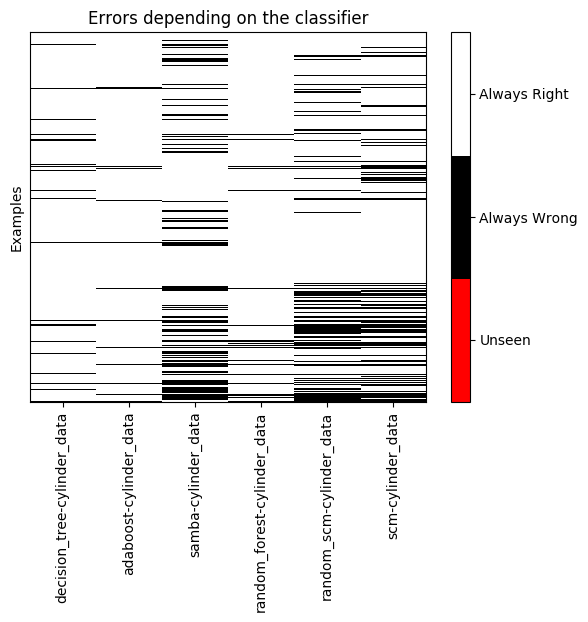 Errors depending on the classifier
Examples
Always Right
Always Wrong
Unseen
decision_tree-cylinder_data
adaboost-cylinder_data
samba-cylinder_data
random_forest-cylinder_data
random_scm-cylinder_data
scm-cylinder_data